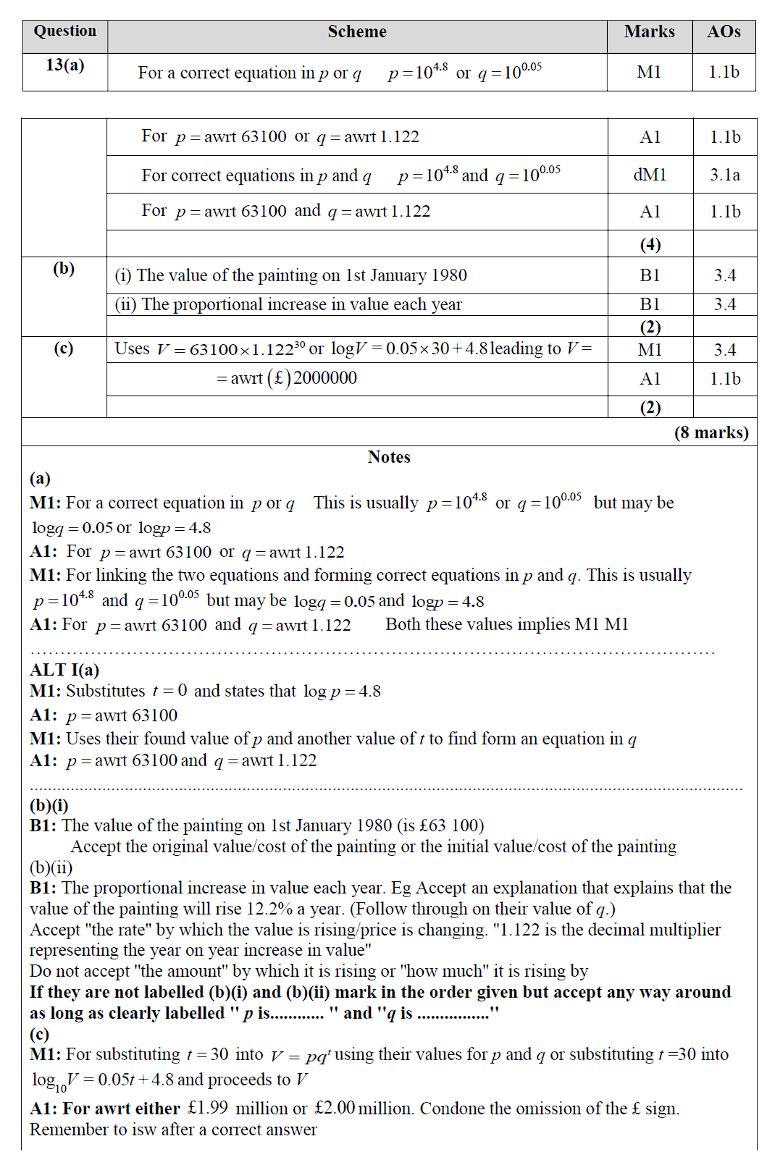 Question Scheme Marks AOs
13(a) For a correct equation in p or q p = 10^4.8 or q = 10^0.05 M1 1.1b
For p = awrt 63100 or q = awrt 1.122 A1 1.1b
For correct equations in p and q p = 10^4.8 and q = 10^0.05 dM1 3.1a
For p = awrt 63100 and q = awrt 1.122 A1 1.1b
(4)
(b) (i) The value of the painting on 1st January 1980 B1 3.4
(ii) The proportional increase in value each year B1 3.4
(2)
(c) Uses V = 63100 × 1.122^30 or logV = 0.05 × 30 + 4.8 leading to V = M1 3.4
= awrt (£) 2000000 A1 1.1b
(2)
(8 marks)
Notes
(a)
M1: For a correct equation in p or q This is usually p = 10^4.8 or q = 10^0.05 but may be
logq = 0.05 or logp = 4.8
A1: For p = awrt 63100 or q = awrt 1.122
M1: For linking the two equations and forming correct equations in p and q. This is usually
p = 10^4.8 and q = 10^0.05 but may be logq = 0.05 and logp = 4.8
A1: For p = awrt 63100 and q = awrt 1.122 Both these values implies M1 M1
ALT I(a)
M1: Substitutes t = 0 and states that log p = 4.8
A1: p = awrt 63100
M1: Uses their found value of p and another value of t to find form an equation in q
A1: p = awrt 63100 and q = awrt 1.122
(b)(i)
B1: The value of the painting on 1st January 1980 (is £63 100)
Accept the original value/cost of the painting or the initial value/cost of the painting
(b)(ii)
B1: The proportional increase in value each year. Eg Accept an explanation that explains that the
value of the painting will rise 12.2% a year. (Follow through on their value of q.)
Accept "the rate" by which the value is rising/price is changing. "1.122 is the decimal multiplier
representing the year on year increase in value"
Do not accept "the amount" by which it is rising or "how much" it is rising by
If they are not labelled (b)(i) and (b)(ii) mark in the order given but accept any way around
as long as clearly labelled " p is............ " and "q is ................"
(c)
M1: For substituting t = 30 into V = pq^t using their values for p and q or substituting t =30 into
log₁₀V = 0.05t + 4.8 and proceeds to V
A1: For awrt either £1.99 million or £2.00 million. Condone the omission of the £ sign.
Remember to isw after a correct answer